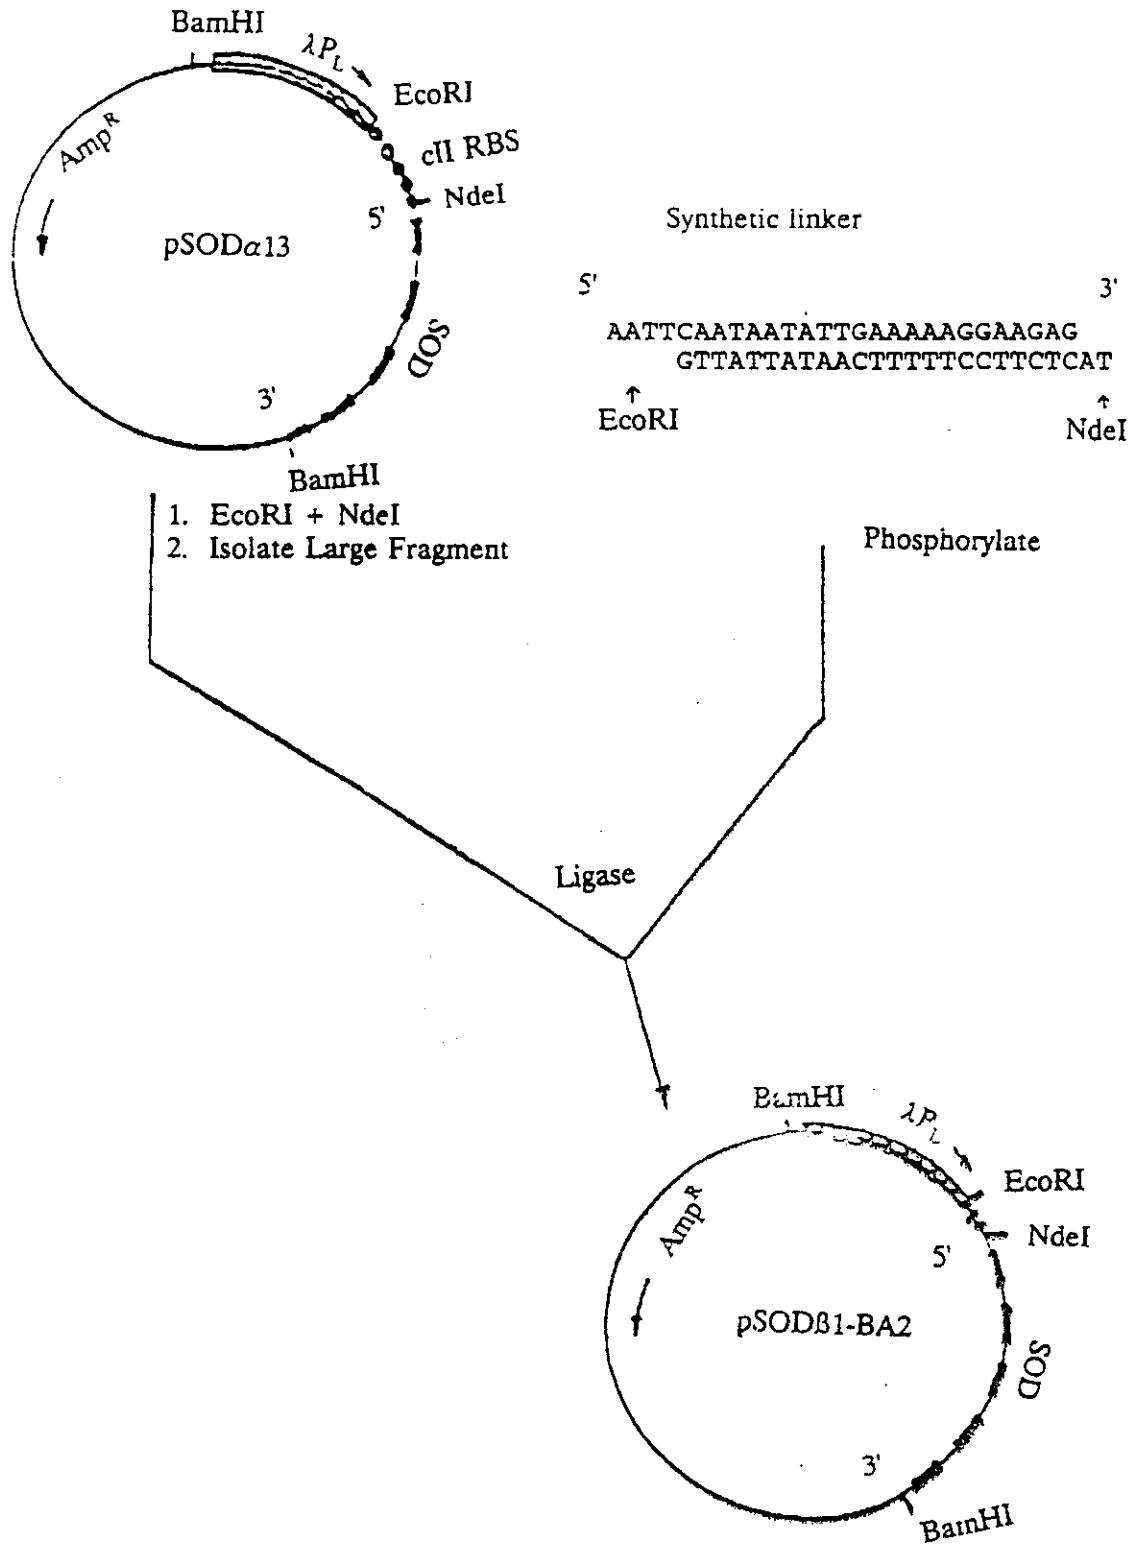 BamHI
λP_L
EcoRI
cII RBS
NdeI
Amp^R
5'
pSODα13
SOD
3'
BamHI
Synthetic linker
5'
3'
AATTCAATAATATTGAAAAAGGAAGAG
GTTATTATAACTTTTTCCTTCTCAT
EcoRI
NdeI
1. EcoRI + NdeI
2. Isolate Large Fragment
Phosphorylate
Ligase
BamHI
λP_L
EcoRI
NdeI
Amp^R
5'
pSODβ1-BA2
SOD
3'
BamHI